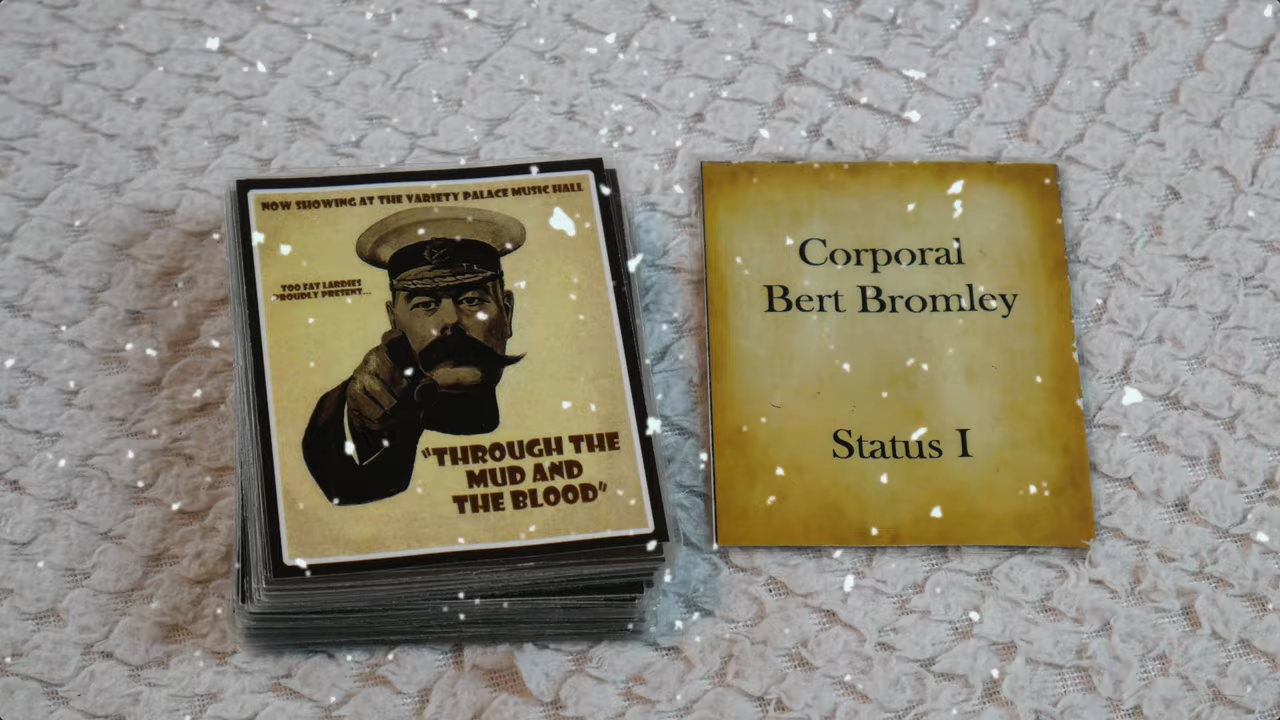 NOW SHOWING AT THE VARIETY PALACE MUSIC HALL
TOO FAT LARDIES
PROUDLY PRESENT...
"THROUGH THE
MUD AND
THE BLOOD"
Corporal
Bert Bromley
Status I